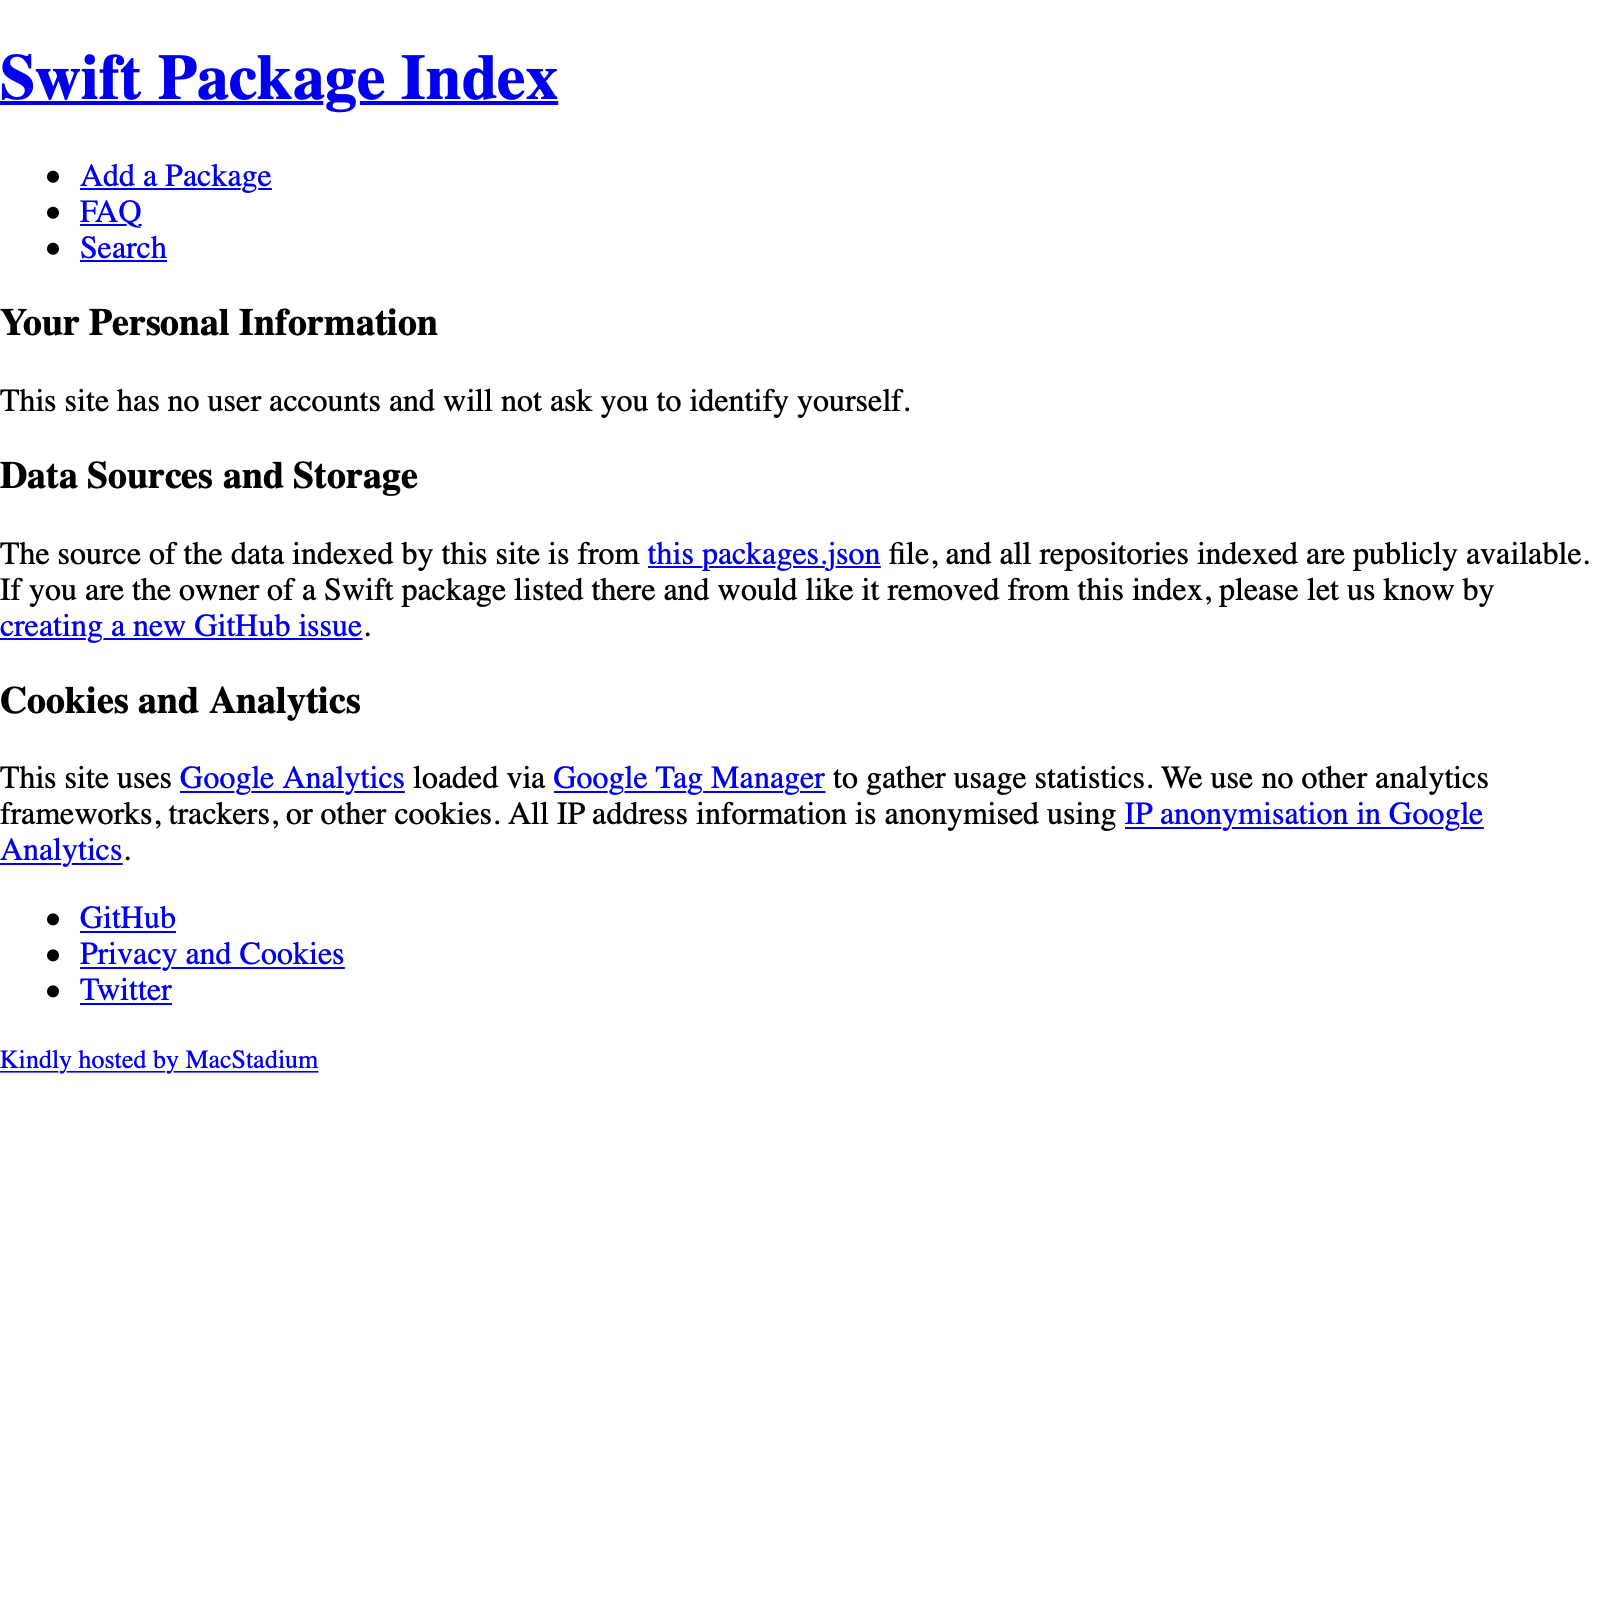 Swift Package Index
Add a Package
FAQ
Search
Your Personal Information
This site has no user accounts and will not ask you to identify yourself.
Data Sources and Storage
The source of the data indexed by this site is from this packages.json file, and all repositories indexed are publicly available.
If you are the owner of a Swift package listed there and would like it removed from this index, please let us know by
creating a new GitHub issue.
Cookies and Analytics
This site uses Google Analytics loaded via Google Tag Manager to gather usage statistics. We use no other analytics
frameworks, trackers, or other cookies. All IP address information is anonymised using IP anonymisation in Google
Analytics.
GitHub
Privacy and Cookies
Twitter
Kindly hosted by MacStadium